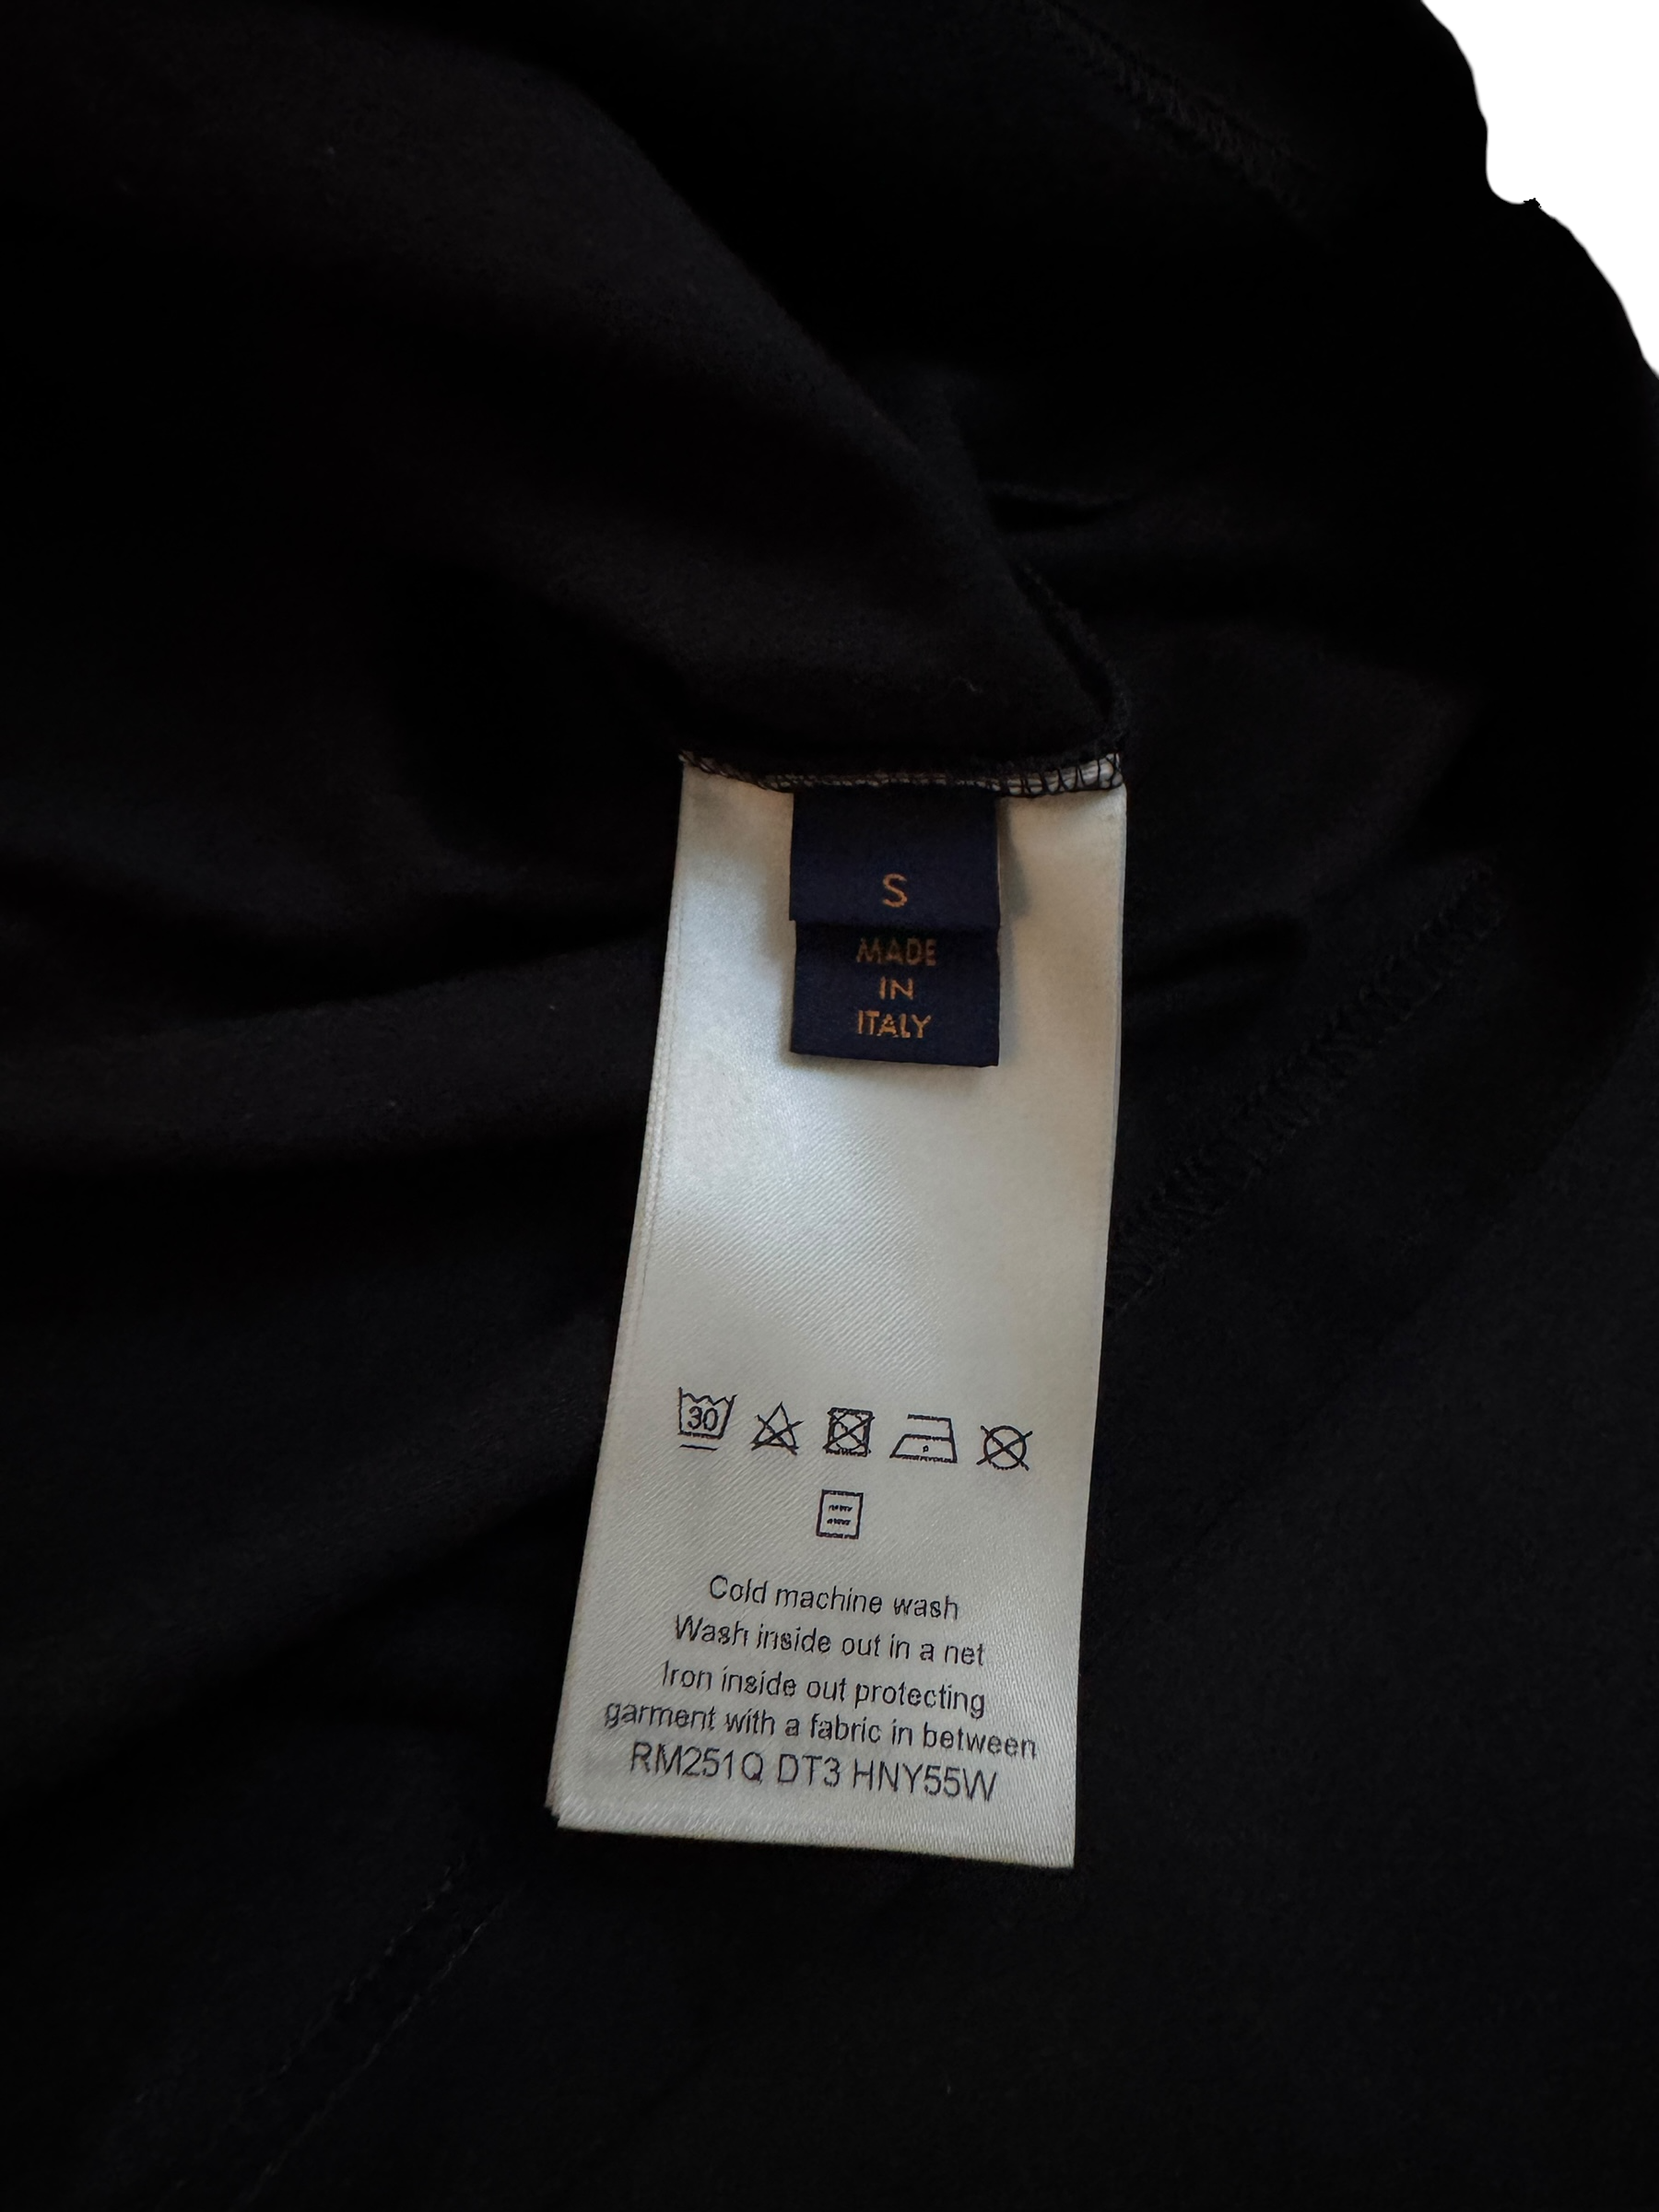 S
MADE
IN
ITALY
30
Cold machine wash
Wash inside out in a net
Iron inside out protecting
garment with a fabric in between
RM251Q DT3 HNY55W